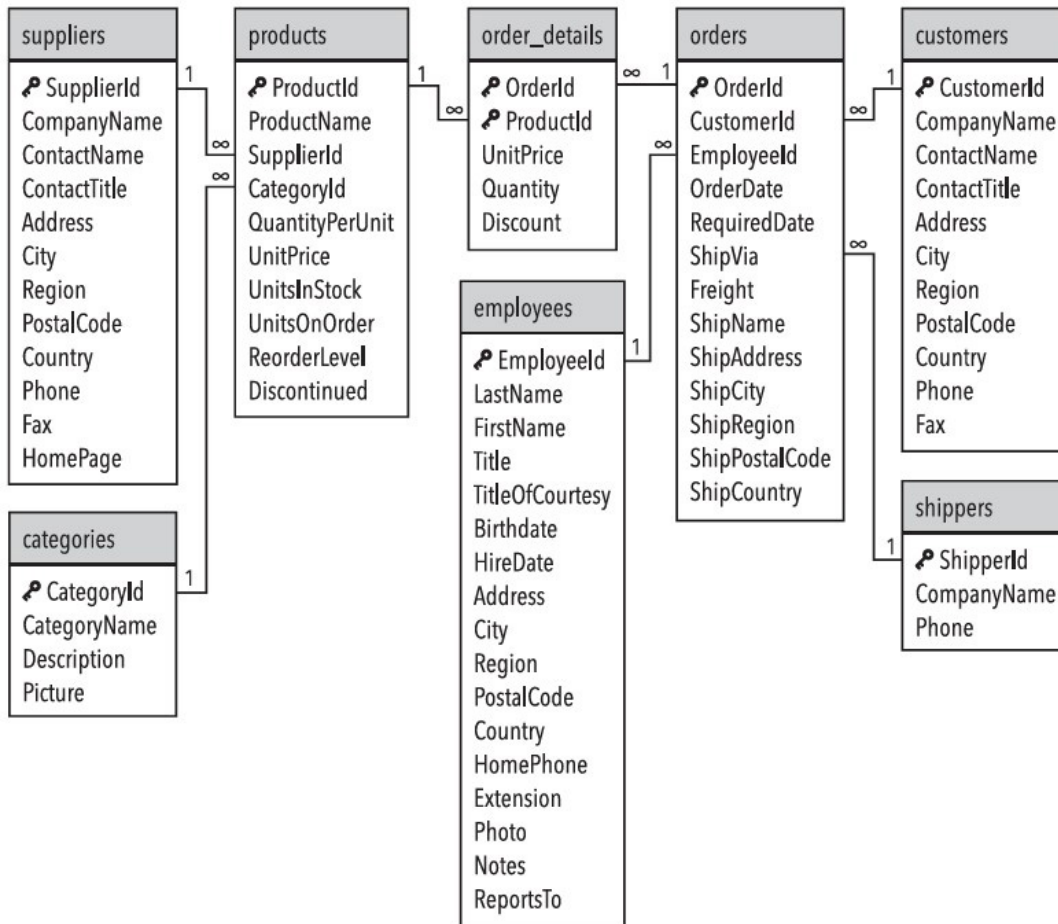 suppliers
SupplierId
CompanyName
ContactName
ContactTitle
Address
City
Region
PostalCode
Country
Phone
Fax
HomePage
1
∞
products
ProductId
ProductName
SupplierId
CategoryId
QuantityPerUnit
UnitPrice
UnitsInStock
UnitsOnOrder
ReorderLevel
Discontinued
1
∞
order_details
OrderId
ProductId
UnitPrice
Quantity
Discount
∞
1
orders
OrderId
CustomerId
EmployeeId
OrderDate
RequiredDate
ShipVia
Freight
ShipName
ShipAddress
ShipCity
ShipRegion
ShipPostalCode
ShipCountry
∞
1
customers
CustomerId
CompanyName
ContactName
ContactTitle
Address
City
Region
PostalCode
Country
Phone
Fax
categories
CategoryId
CategoryName
Description
Picture
1
∞
employees
EmployeeId
LastName
FirstName
Title
TitleOfCourtesy
Birthdate
HireDate
Address
City
Region
PostalCode
Country
HomePhone
Extension
Photo
Notes
ReportsTo
1
∞
shippers
ShipperId
CompanyName
Phone
1
∞